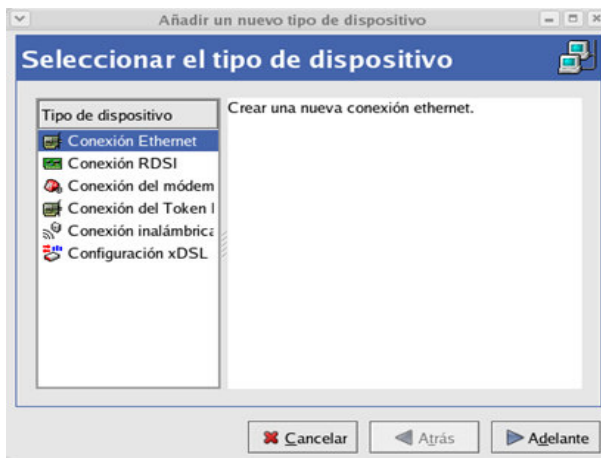 Añadir un nuevo tipo de dispositivo
Seleccionar el tipo de dispositivo
Tipo de dispositivo
Crear una nueva conexión ethernet.
Conexión Ethernet
Conexión RDSI
Conexión del módem
Conexión del Token
Conexión inalámbrica
Configuración xDSL
Cancelar
Atrás
Adelante